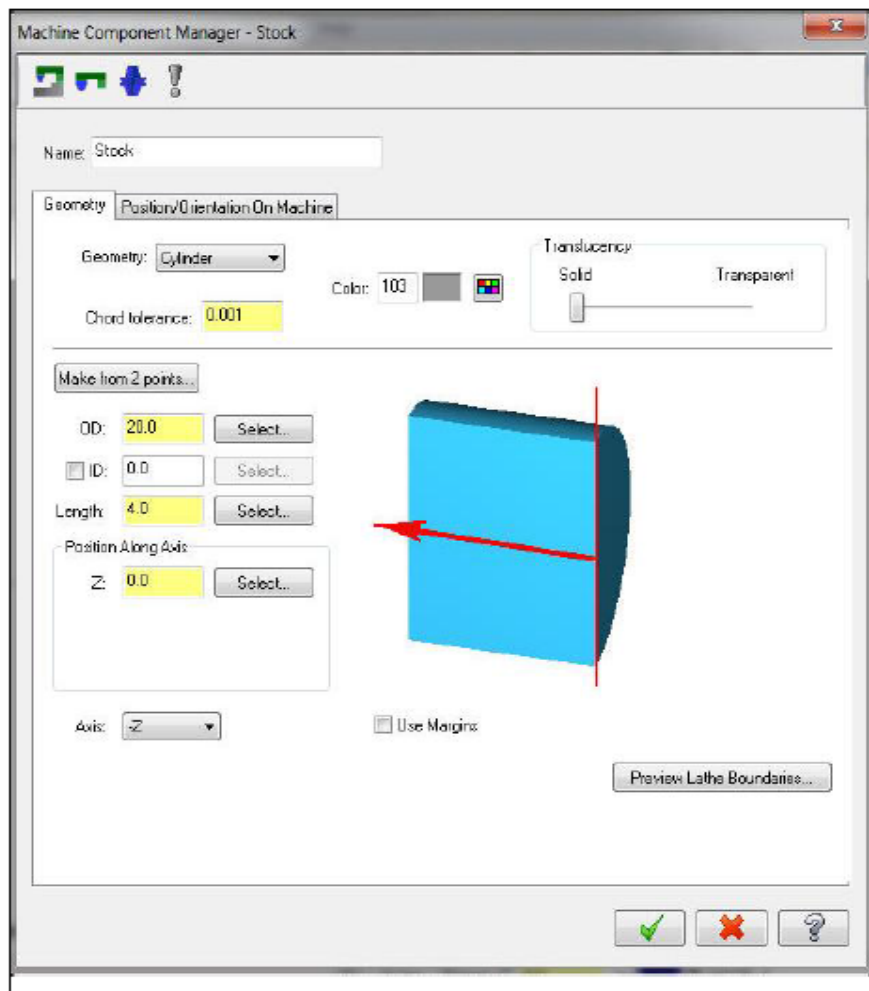 Machine Component Manager - Stock
Name: Stock
Geometry Position/Orientation On Machine
Geometry: Cylinder
Chord tolerance: 0.001
Color: 103
Translucency
Solid Transparent
Make from 2 points...
OD: 20.0 Select...
ID: 0.0 Select...
Length: 4.0 Select...
Position Along Axis
Z: 0.0 Select...
Axis: -Z
Use Margins
Preview Lathe Boundaries...